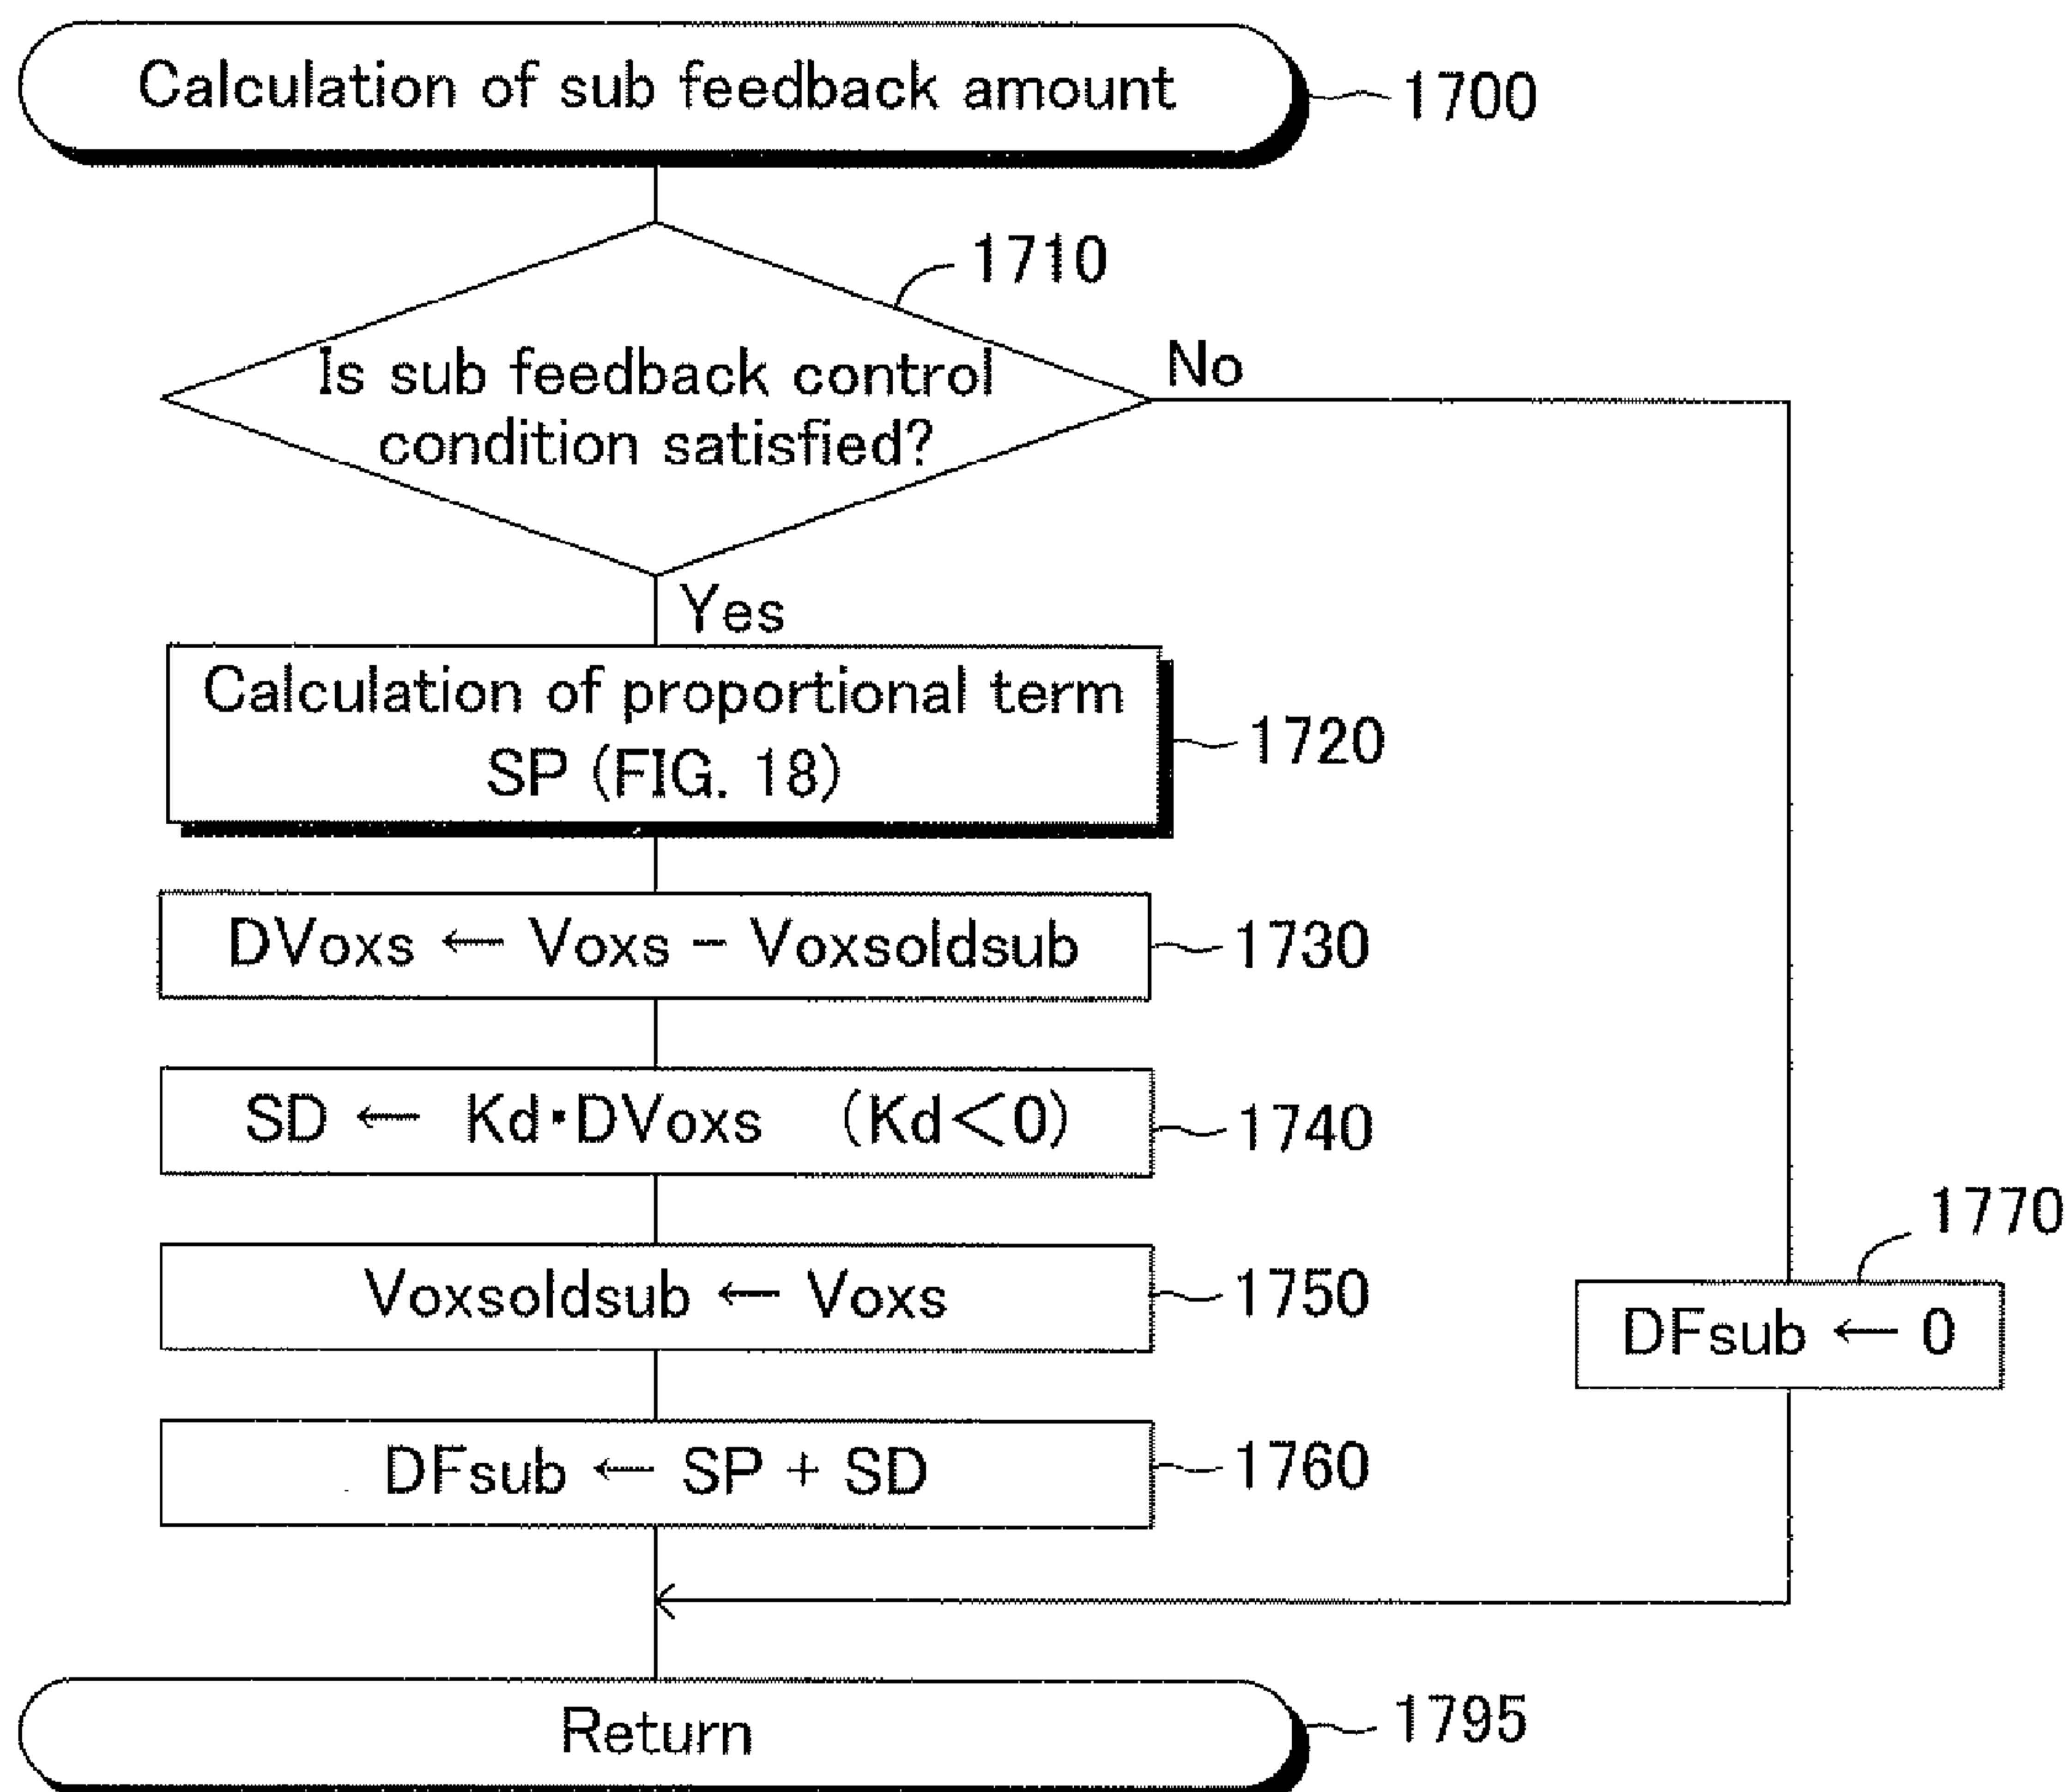 Calculation of sub feedback amount
1700
1710
Is sub feedback control
condition satisfied?
No
Yes
Calculation of proportional term
SP (FIG. 18)
1720
DVoxs ← Voxs − Voxsoldsub
1730
SD ← Kd・DVoxs (Kd<0)
1740
Voxsoldsub ← Voxs
1750
1770
DFsub ← 0
DFsub ← SP + SD
1760
Return
1795